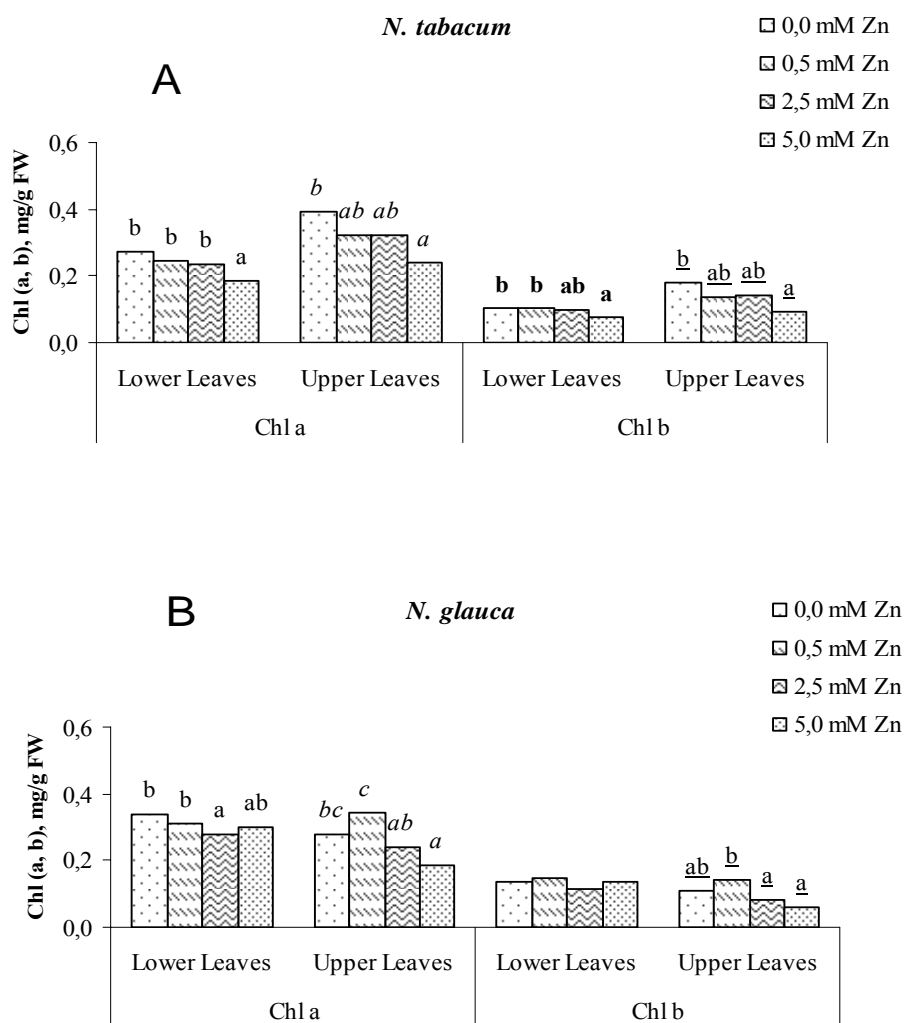 N. tabacum
A
0,0 mM Zn
0,5 mM Zn
2,5 mM Zn
5,0 mM Zn
Chl (a, b), mg/g FW
0,6
0,4
0,2
0,0
b b b a
b ab ab a
b b ab a
b ab ab a
Lower Leaves Upper Leaves Lower Leaves Upper Leaves
Chl a Chl b
B
N. glauca
0,0 mM Zn
0,5 mM Zn
2,5 mM Zn
5,0 mM Zn
Chl (a, b), mg/g FW
0,6
0,4
0,2
0,0
b b a ab
bc c ab a
ab b a a
Lower Leaves Upper Leaves Lower Leaves Upper Leaves
Chl a Chl b